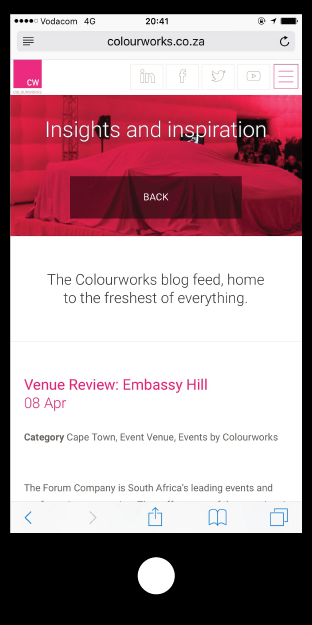 Vodacom 4G 20:41
colourworks.co.za
CW
COLOURWORKS
Insights and inspiration
BACK
The Colourworks blog feed, home
to the freshest of everything.
Venue Review: Embassy Hill
08 Apr
Category Cape Town, Event Venue, Events by Colourworks
The Forum Company is South Africa's leading events and